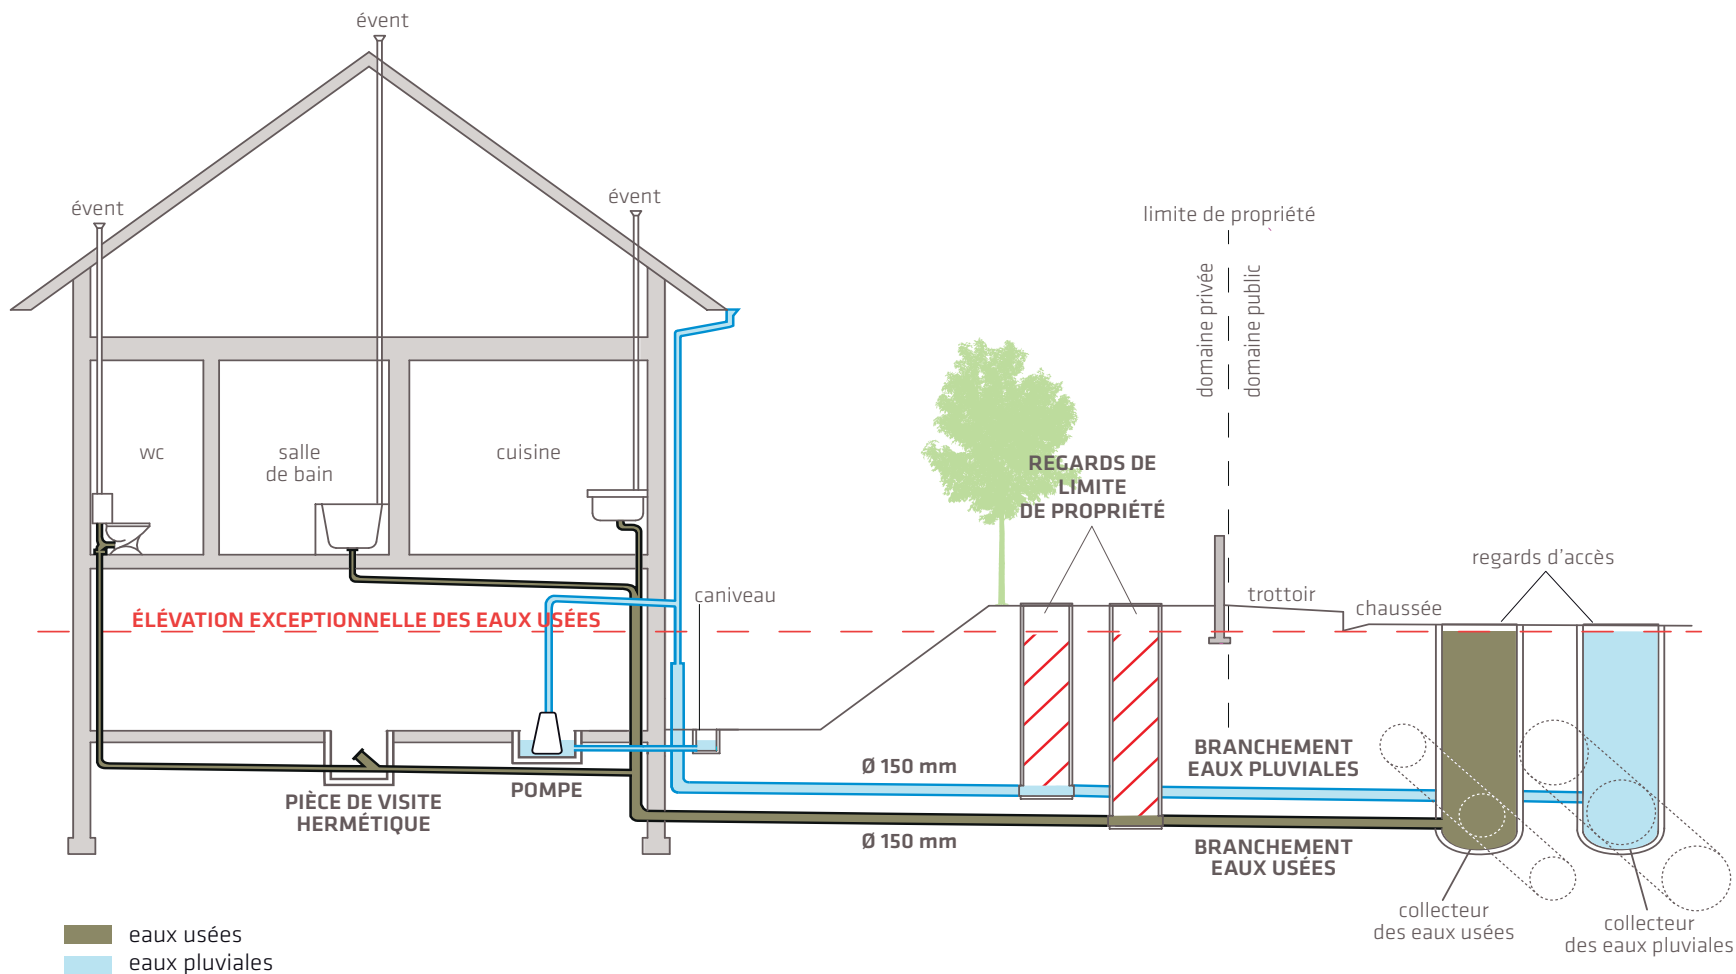 évent
évent
évent
limite de propriété
domaine privée
domaine public
wc
salle
de bain
cuisine
REGARDS DE
LIMITE
DE PROPRIÉTÉ
regards d'accès
caniveau
trottoir
chaussée
ÉLÉVATION EXCEPTIONNELLE DES EAUX USÉES
BRANCHEMENT
EAUX PLUVIALES
Ø 150 mm
POMPE
PIÈCE DE VISITE
HERMÉTIQUE
Ø 150 mm
BRANCHEMENT
EAUX USÉES
collecteur
des eaux usées
collecteur
des eaux pluviales
eaux usées
eaux pluviales